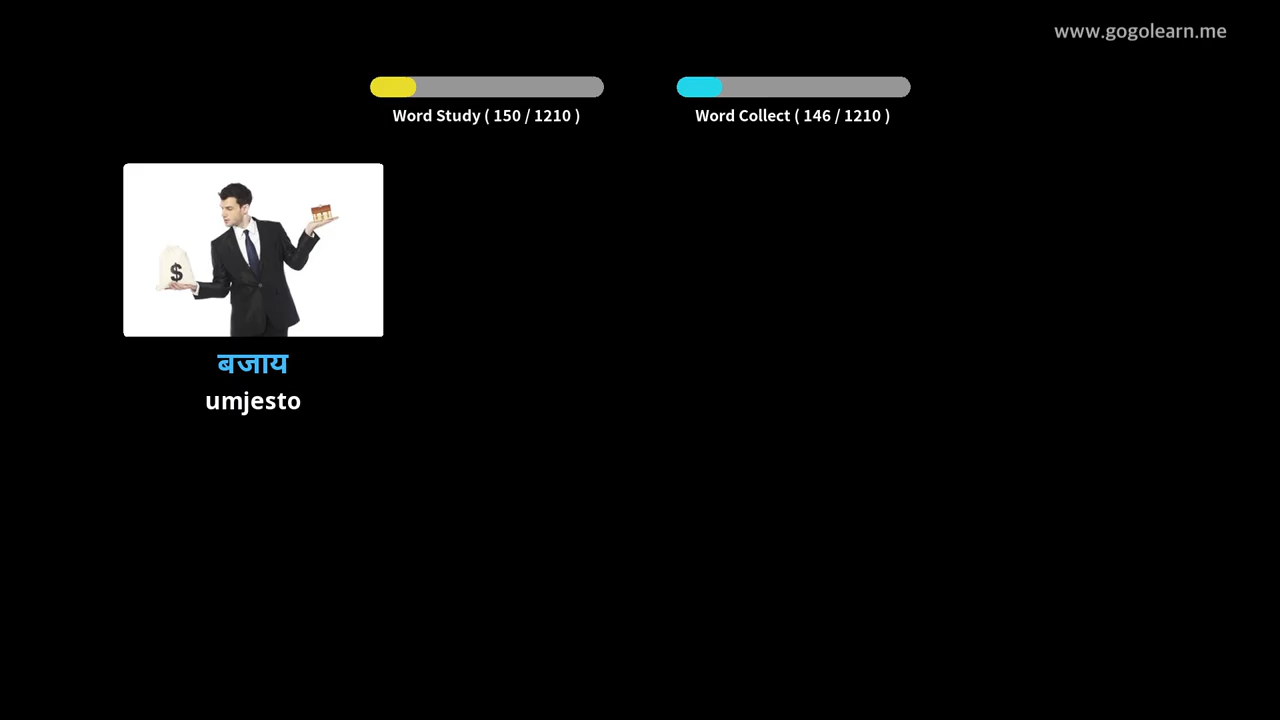 www.gogolearn.me
Word Study ( 150 / 1210 )
Word Collect ( 146 / 1210 )
$
बजाय
umjesto